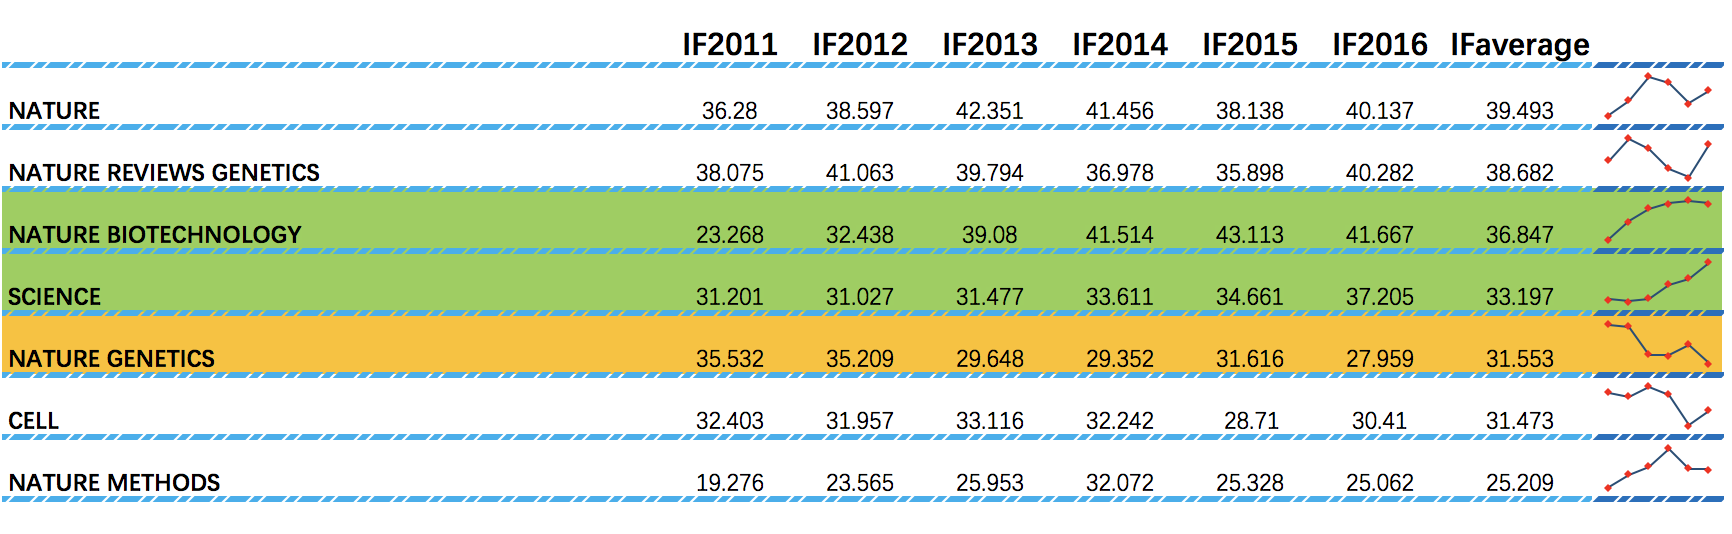 IF2011 IF2012 IF2013 IF2014 IF2015 IF2016 IFaverage
NATURE 36.28 38.597 42.351 41.456 38.138 40.137 39.493
NATURE REVIEWS GENETICS 38.075 41.063 39.794 36.978 35.898 40.282 38.682
NATURE BIOTECHNOLOGY 23.268 32.438 39.08 41.514 43.113 41.667 36.847
SCIENCE 31.201 31.027 31.477 33.611 34.661 37.205 33.197
NATURE GENETICS 35.532 35.209 29.648 29.352 31.616 27.959 31.553
CELL 32.403 31.957 33.116 32.242 28.71 30.41 31.473
NATURE METHODS 19.276 23.565 25.953 32.072 25.328 25.062 25.209